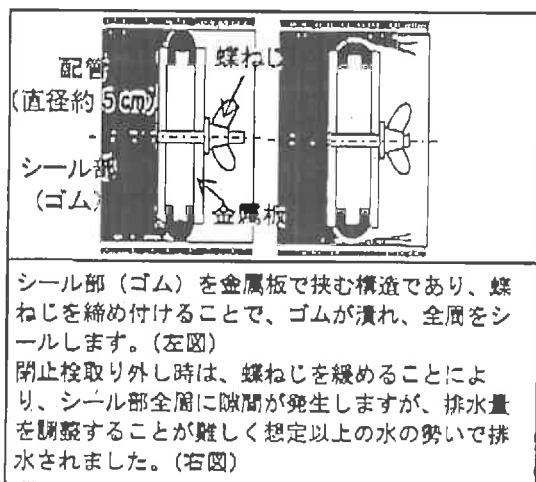 配管
蝶ねじ
(直径約5cm)
シール部
(ゴム)
金属板
シール部（ゴム）を金属板で挟む構造であり、蝶
ねじを締め付けることで、ゴムが潰れ、全周をシ
ールします。(左図)
閉止栓取り外し時は、蝶ねじを緩めることによ
り、シール部全周に隙間が発生しますが、排水量
を調整することが難しく想定以上の水の勢いで排
水されました。(右図)